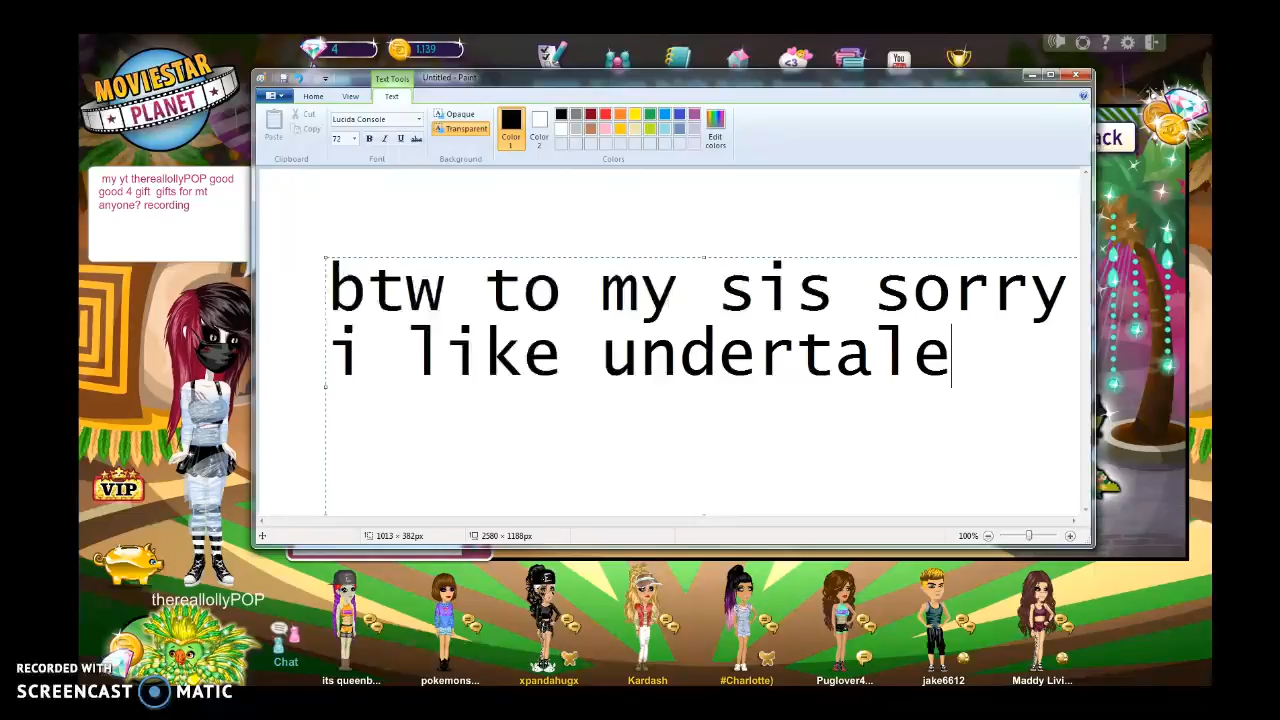 4
1,139
<3
You
MOVIESTAR
PLANET
Text Tools
Untitled - Paint
Home
View
Text
Paste
Cut
Copy
Clipboard
Lucida Console
72
B
I
U
abc
Font
Opaque
Transparent
Background
Color
1
Color
2
Edit
colors
Colors
ack
my yt thereallollyPOP good
good 4 gift gifts for mt
anyone? recording
btw to my sis sorry
i like undertale
1013 × 382px
2580 × 1188px
100%
VIP
thereallollyPOP
Chat
its queenb...
pokemons...
xpandahugx
Kardash
#Charlotte)
Puglover4...
jake6612
Maddy Livi...
RECORDED WITH
SCREENCAST MATIC